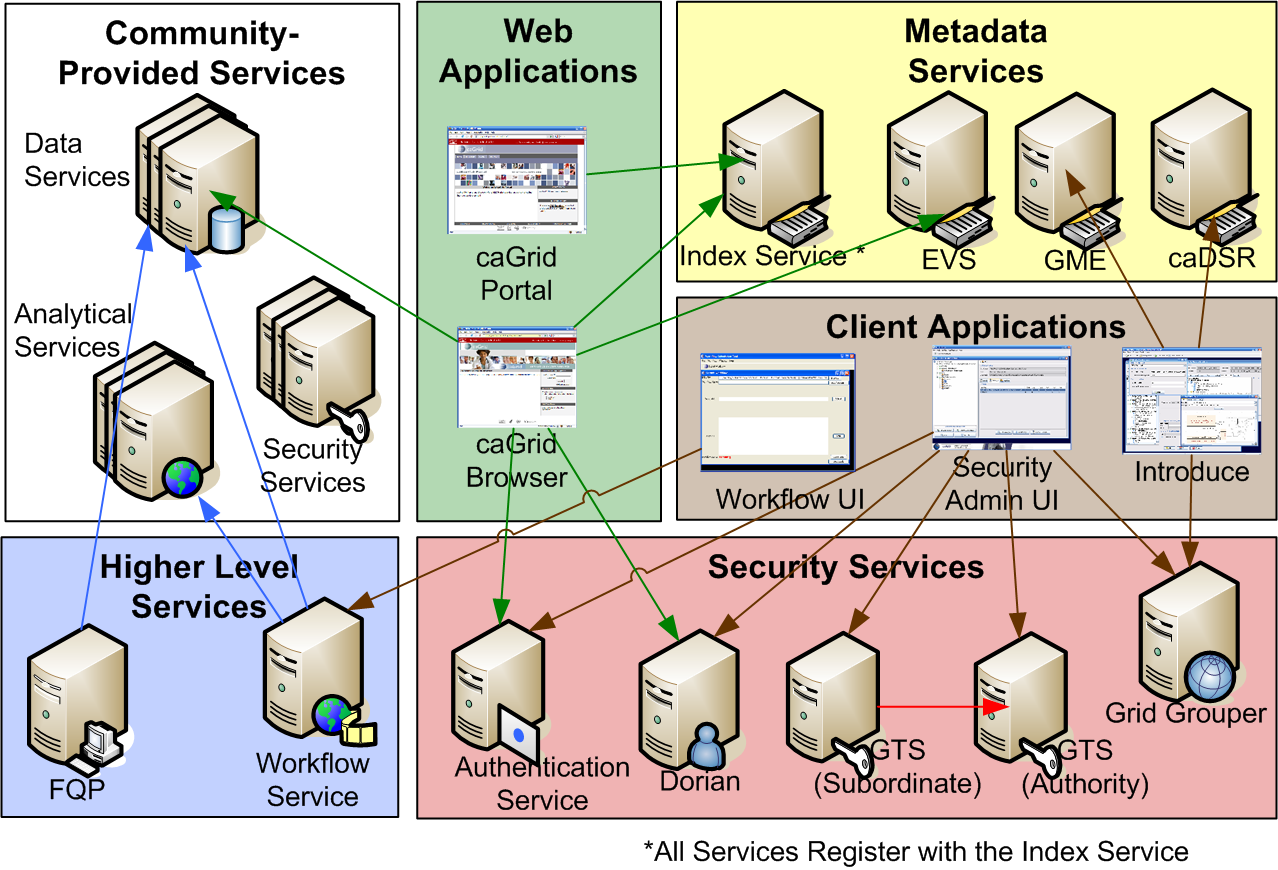 Community-
Provided Services
Data
Services
Analytical
Services
Security
Services
Web
Applications
caGrid
Portal
caGrid
Browser
Metadata
Services
Index Service *
EVS
GME
caDSR
Client Applications
Workflow UI
Security
Admin UI
Introduce
Higher Level
Services
FQP
Workflow
Service
Security Services
Authentication
Service
Dorian
GTS
(Subordinate)
GTS
(Authority)
Grid Grouper
*All Services Register with the Index Service